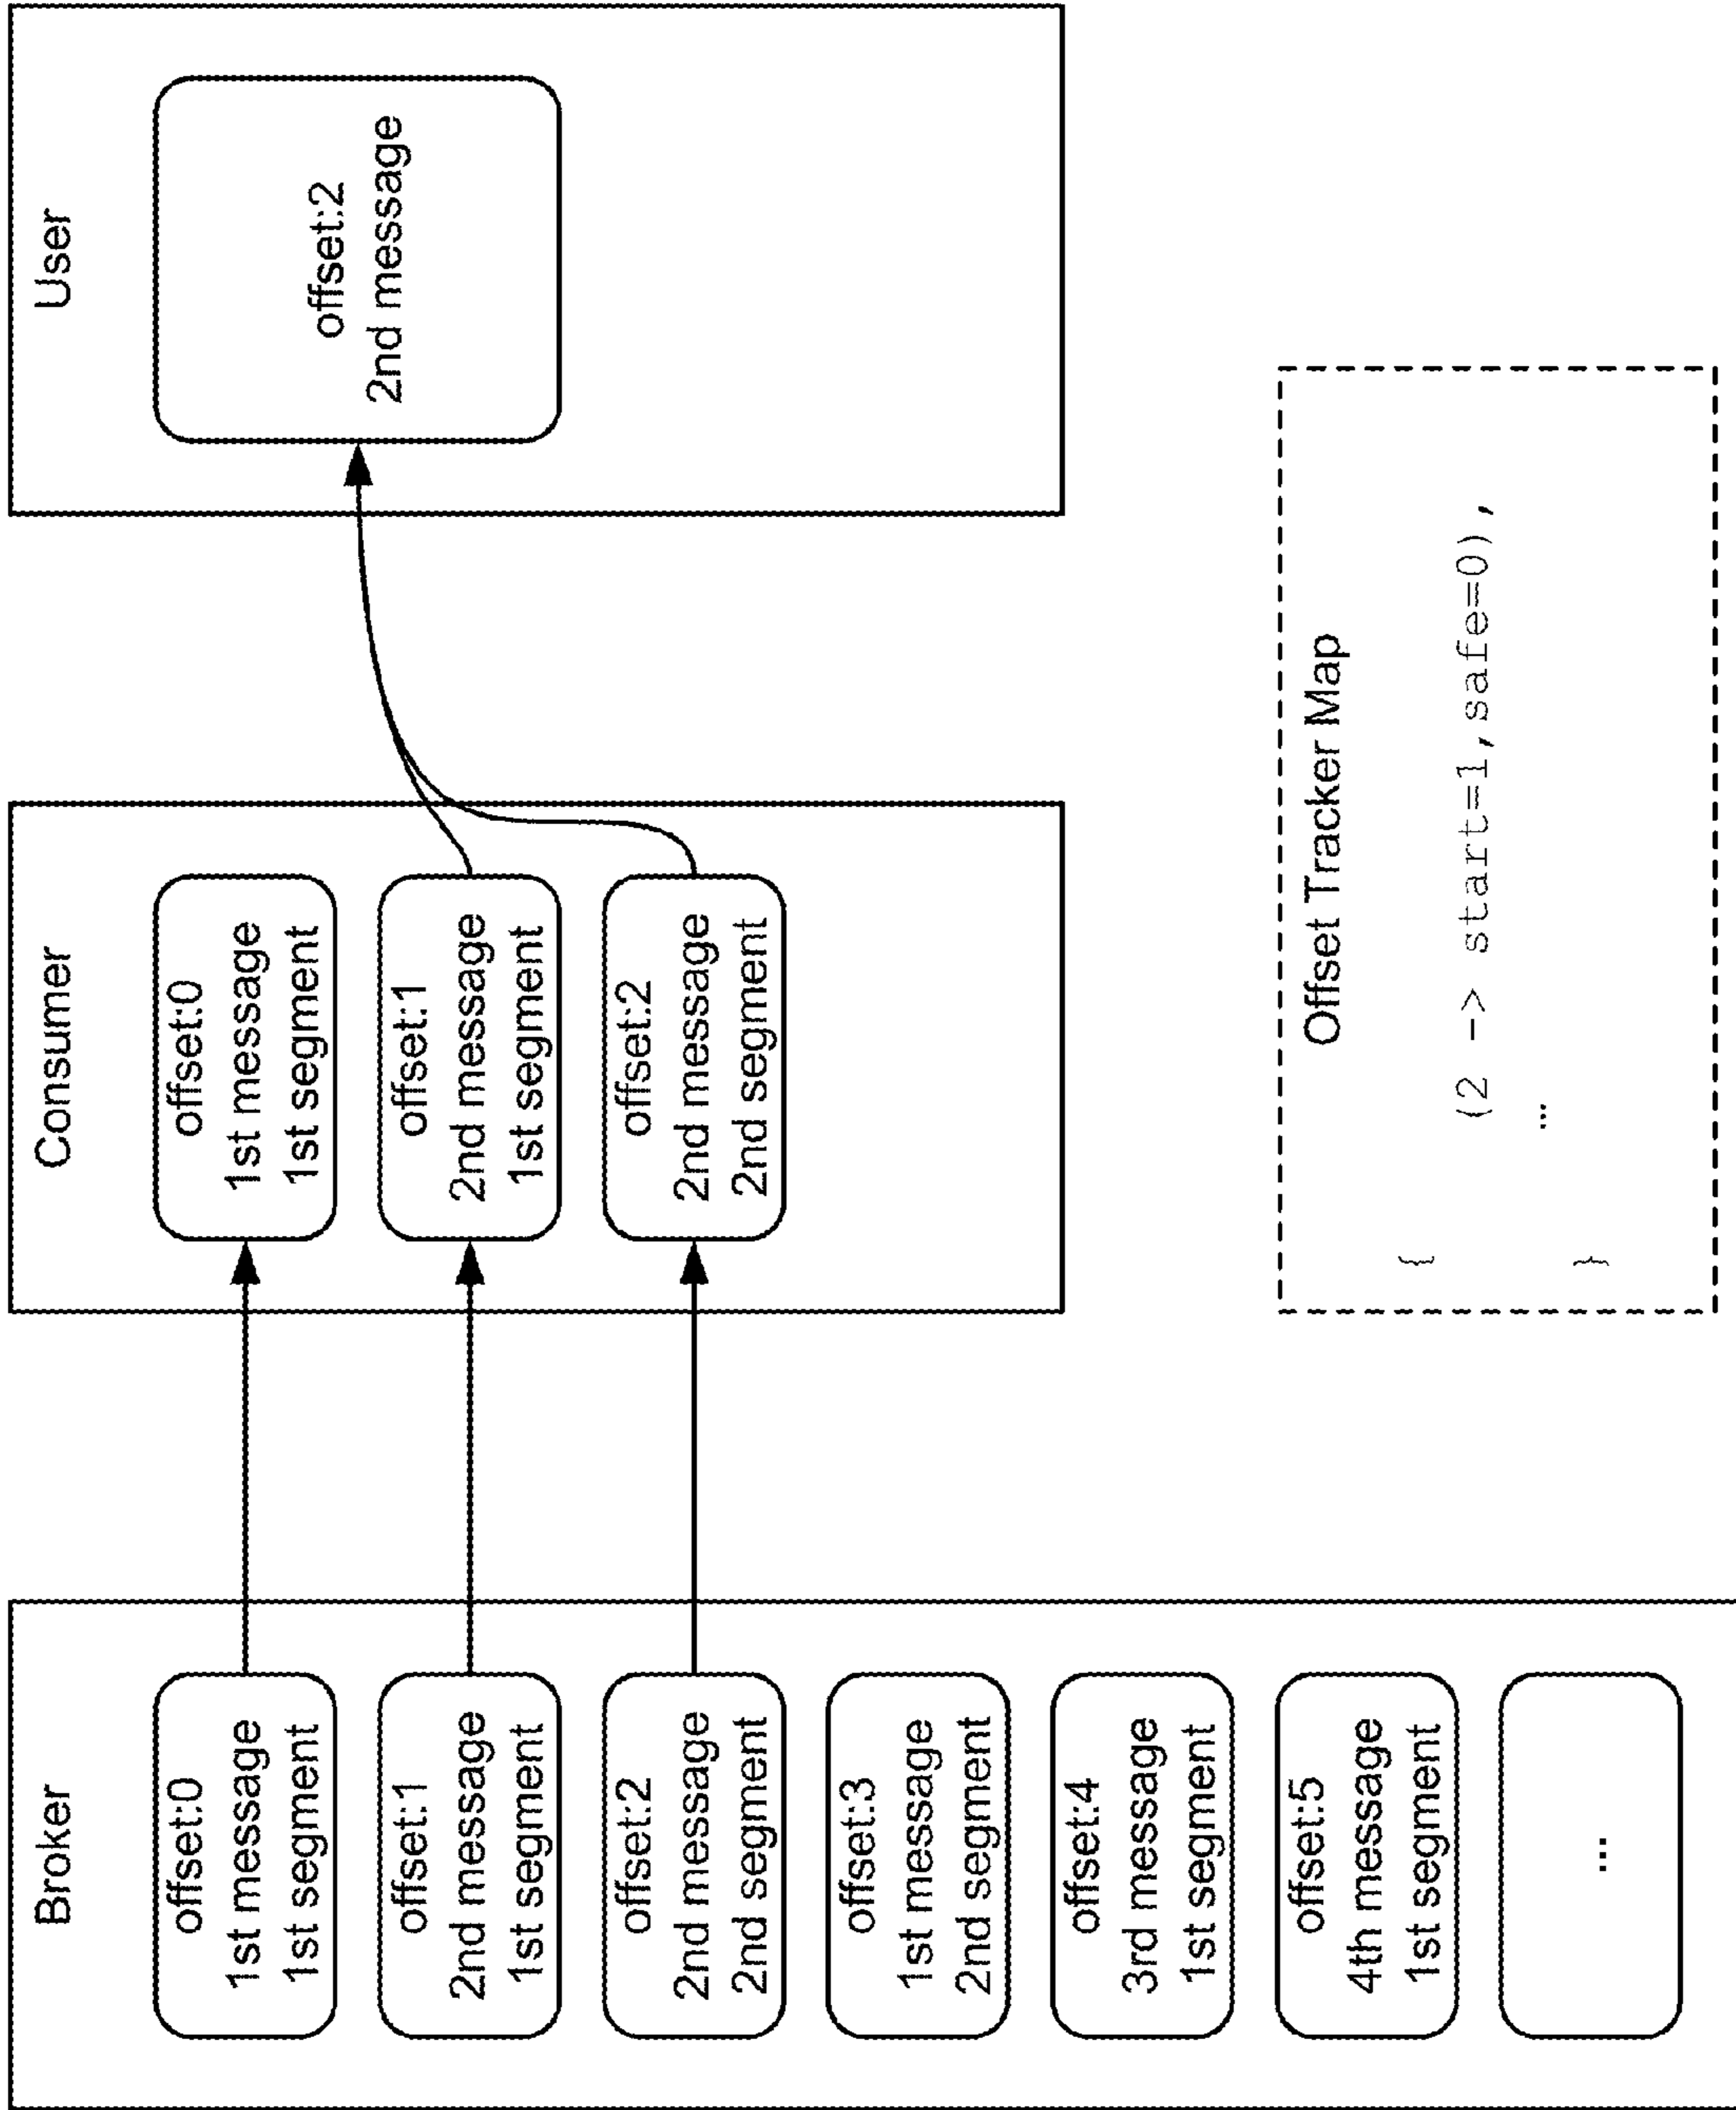 Broker
offset:0
1st message
1st segment
offset:1
2nd message
1st segment
offset:2
2nd message
2nd segment
offset:3
1st message
2nd segment
offset:4
3rd message
1st segment
offset:5
4th message
1st segment
...
Consumer
offset:0
1st message
1st segment
offset:1
2nd message
1st segment
offset:2
2nd message
2nd segment
User
offset:2
2nd message
Offset Tracker Map
{
(2 -> start=1,safe=0),
...
}